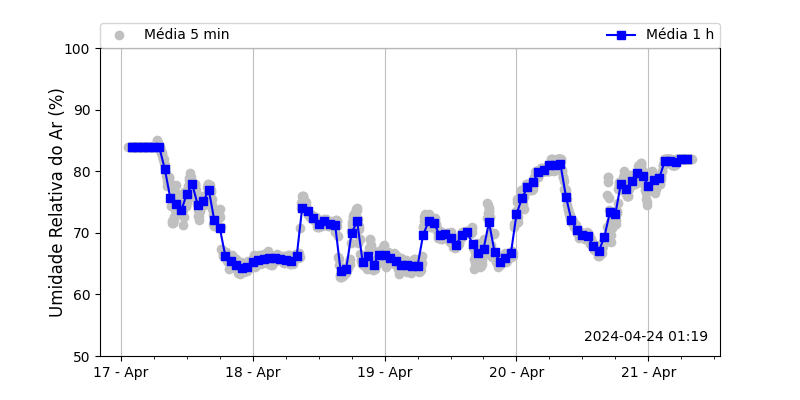 Média 5 min
Média 1 h
100
90
80
70
60
50
Umidade Relativa do Ar (%)
2024-04-24 01:19
17 - Apr
18 - Apr
19 - Apr
20 - Apr
21 - Apr